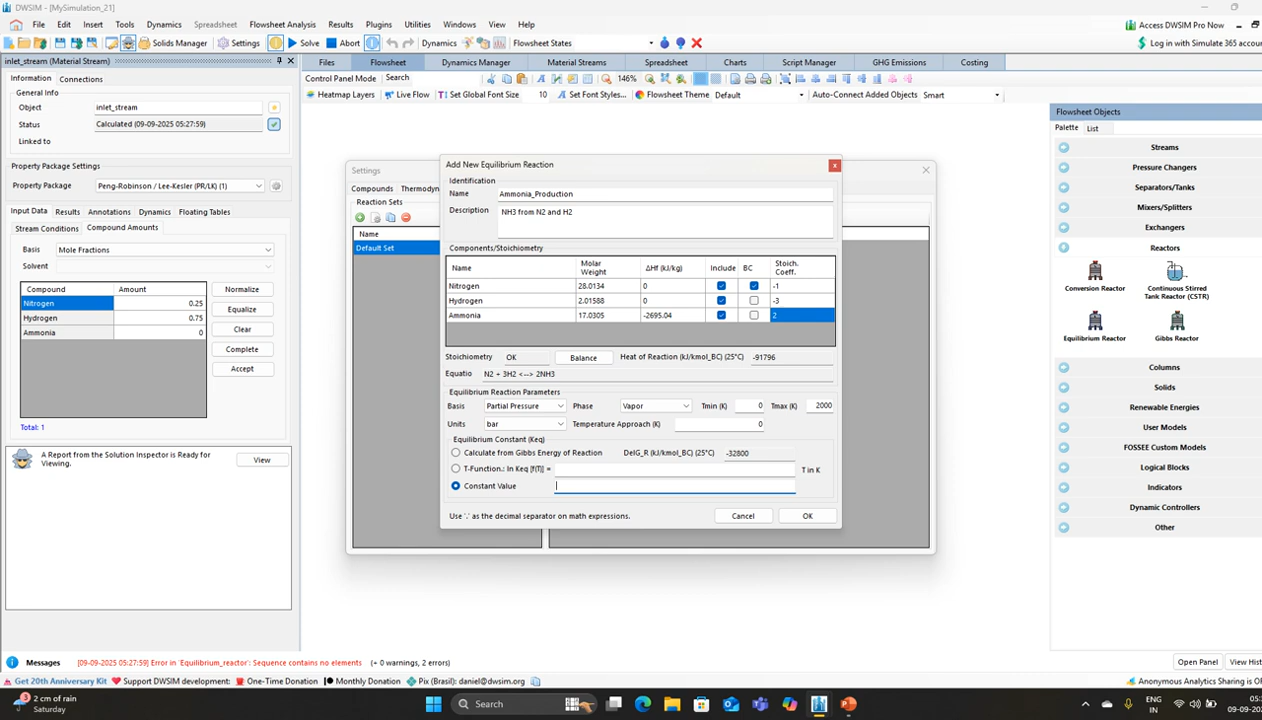 DWSIM - [MySimulation_21]
File Edit Insert Tools Dynamics Spreadsheet Flowsheet Analysis Results Plugins Utilities Windows View Help
Access DWSIM Pro Now
Solids Manager Settings Solve Abort Dynamics Flowsheet States
Log in with Simulate 365 accou
inlet_stream (Material Stream)
Files Flowsheet Dynamics Manager Material Streams Spreadsheet Charts Script Manager GHG Emissions Costing
Information Connections
Control Panel Mode Search 146%
General Info
Heatmap Layers Live Flow Set Global Font Size 10 Set Font Styles... Flowsheet Theme Default Auto-Connect Added Objects Smart
Object inlet_stream
Status Calculated (09-09-2025 05:27:59)
Linked to
Property Package Settings
Property Package Peng-Robinson / Lee-Kesler (PR/LK) (1)
Input Data Results Annotations Dynamics Floating Tables
Stream Conditions Compound Amounts
Basis Mole Fractions
Solvent
Compound Amount
Nitrogen 0.25
Hydrogen 0.75
Ammonia 0
Normalize
Equalize
Clear
Complete
Accept
Total: 1
A Report from the Solution Inspector is Ready for
Viewing.
View
Settings
Compounds Thermodyn
Reaction Sets
Name
Default Set
Add New Equilibrium Reaction
Identification
Name Ammonia_Production
Description NH3 from N2 and H2
Components/Stoichiometry
Name Molar Weight ΔHf (kJ/kg) Include BC Stoich. Coeff.
Nitrogen 28.0134 0 -1
Hydrogen 2.01588 0 -3
Ammonia 17.0305 -2695.04 2
Stoichiometry OK Balance Heat of Reaction (kJ/kmol_BC) (25°C) -91796
Equatio N2 + 3H2 <--> 2NH3
Equilibrium Reaction Parameters
Basis Partial Pressure Phase Vapor Tmin (K) 0 Tmax (K) 2000
Units bar Temperature Approach (K) 0
Equilibrium Constant (Keq)
Calculate from Gibbs Energy of Reaction DelG_R (kJ/kmol_BC) (25°C) -32800
T-Function.: ln Keq [f(T)] = T in K
Constant Value
Use '.' as the decimal separator on math expressions. Cancel OK
Flowsheet Objects
Palette List
Streams
Pressure Changers
Separators/Tanks
Mixers/Splitters
Exchangers
Reactors
Conversion Reactor
Continuous Stirred
Tank Reactor (CSTR)
Equilibrium Reactor
Gibbs Reactor
Columns
Solids
Renewable Energies
User Models
FOSSEE Custom Models
Logical Blocks
Indicators
Dynamic Controllers
Other
Messages [09-09-2025 05:27:59] Error in 'Equilibrium_reactor': Sequence contains no elements (+ 0 warnings, 2 errors) Open Panel View Hist
Get 20th Anniversary Kit Support DWSIM development: One-Time Donation Monthly Donation Pix (Brasil): daniel@dwsim.org Anonymous Analytics Sharing is O
2 cm of rain
Saturday
Search
ENG
IN
09-09-202